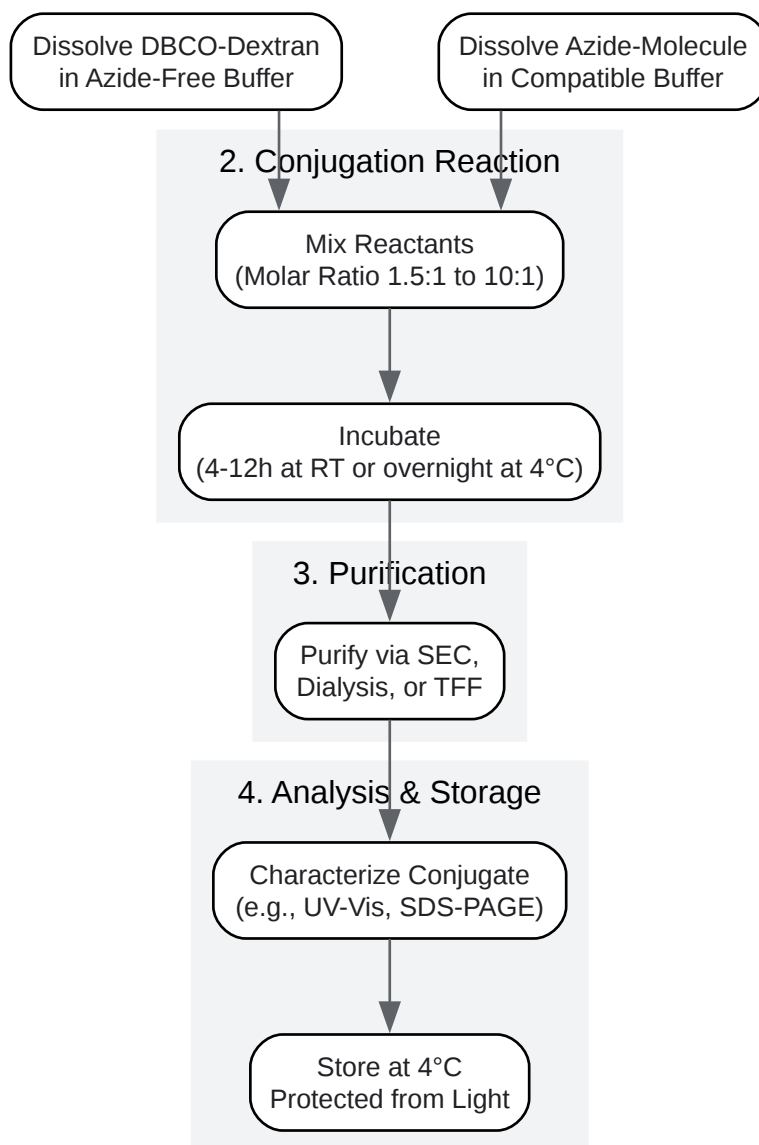 Dissolve DBCO-Dextran
in Azide-Free Buffer
Dissolve Azide-Molecule
in Compatible Buffer
2. Conjugation Reaction
Mix Reactants
(Molar Ratio 1.5:1 to 10:1)
Incubate
(4-12h at RT or overnight at 4°C)
3. Purification
Purify via SEC,
Dialysis, or TFF
4. Analysis & Storage
Characterize Conjugate
(e.g., UV-Vis, SDS-PAGE)
Store at 4°C
Protected from Light